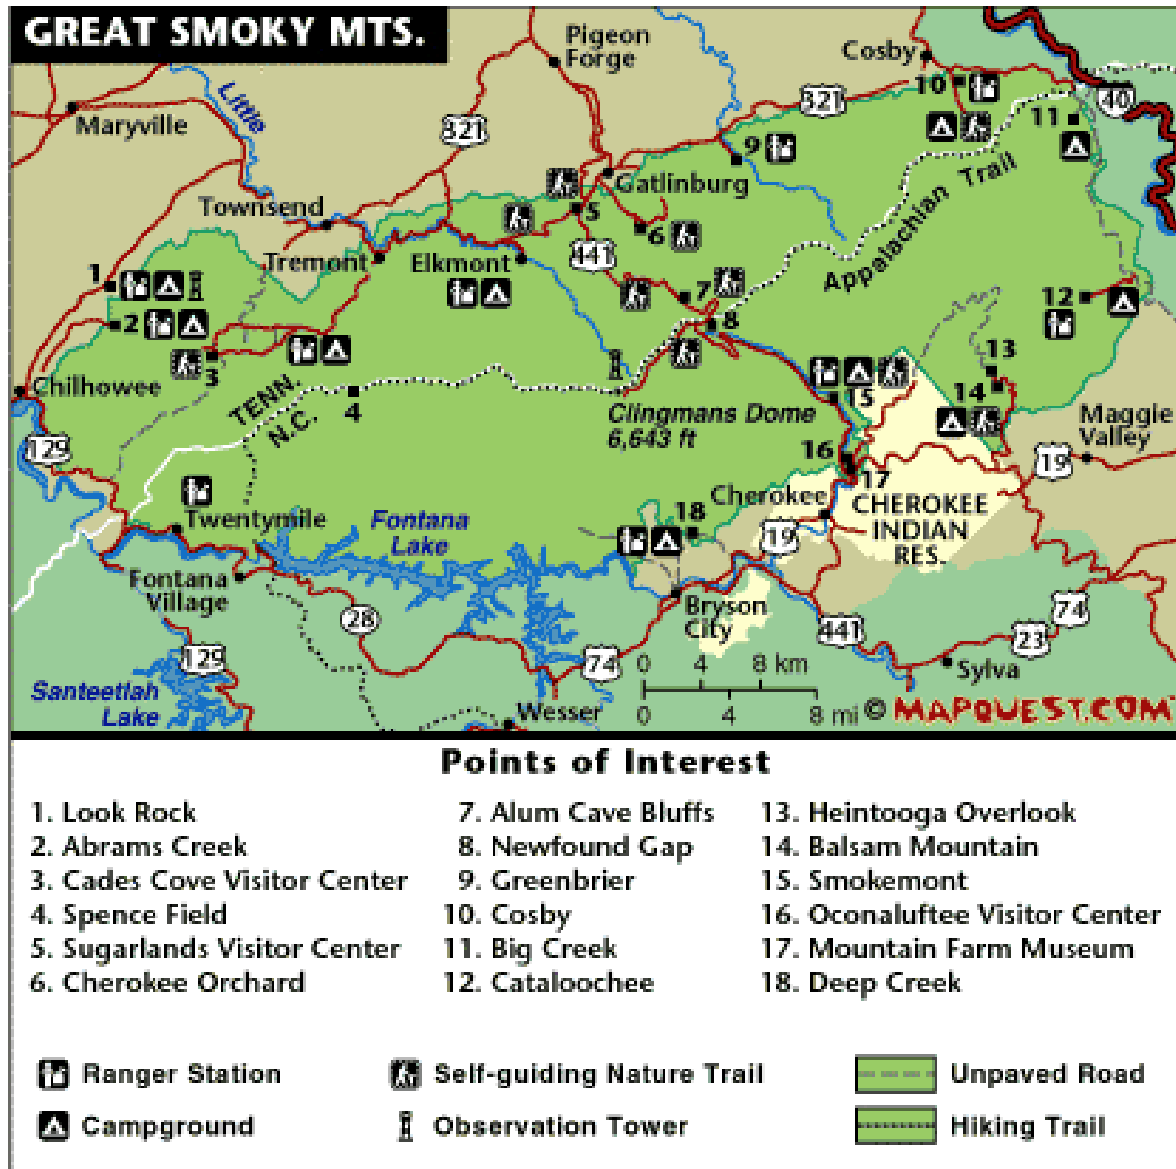 GREAT SMOKY MTS.
Pigeon
Forge
Cosby
10
321
40
Maryville
Little
321
11
9
Gatlinburg
Appalachian Trail
Townsend
5
6
441
Tremont
Elkmont
1
7
12
2
8
3
13
Chilhowee
TENN.
N.C.
4
Clingmans Dome
6,643 ft
15
14
Maggie
Valley
129
16
19
17
Cherokee
CHEROKEE
INDIAN
RES.
Twentymile
Fontana
Lake
18
19
Fontana
Village
Bryson
City
28
441
74
23
129
74
0 4 8 km
Sylva
Santeetlah
Lake
Wesser
0 4 8 mi
© MAPQUEST.COM
Points of Interest
1. Look Rock
2. Abrams Creek
3. Cades Cove Visitor Center
4. Spence Field
5. Sugarlands Visitor Center
6. Cherokee Orchard
7. Alum Cave Bluffs
8. Newfound Gap
9. Greenbrier
10. Cosby
11. Big Creek
12. Cataloochee
13. Heintooga Overlook
14. Balsam Mountain
15. Smokemont
16. Oconaluftee Visitor Center
17. Mountain Farm Museum
18. Deep Creek
Ranger Station
Campground
Self-guiding Nature Trail
Observation Tower
Unpaved Road
Hiking Trail